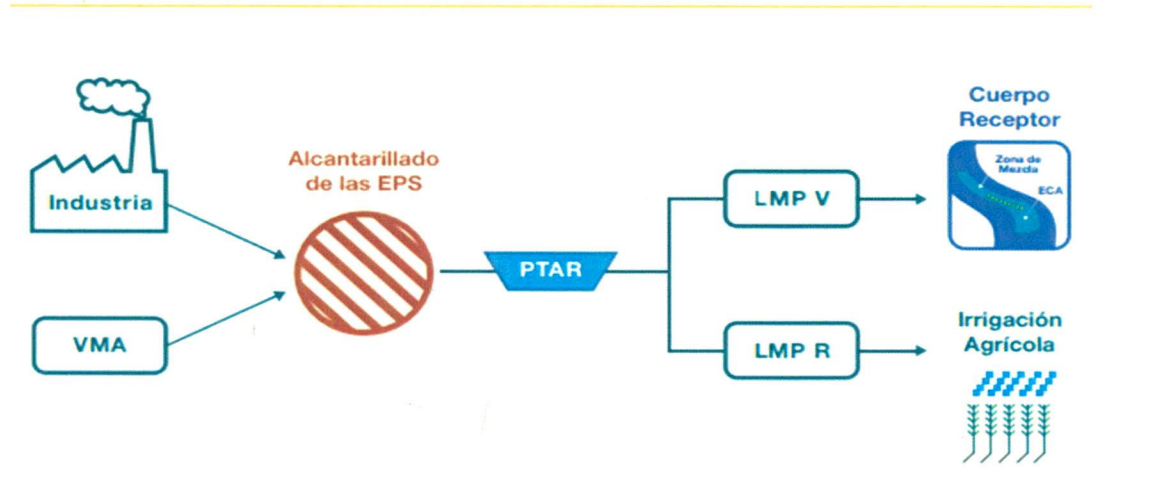 Industria
VMA
Alcantarillado
de las EPS
PTAR
LMP V
LMP R
Cuerpo
Receptor
Zona de
Mezcla
ECA
Irrigación
Agrícola